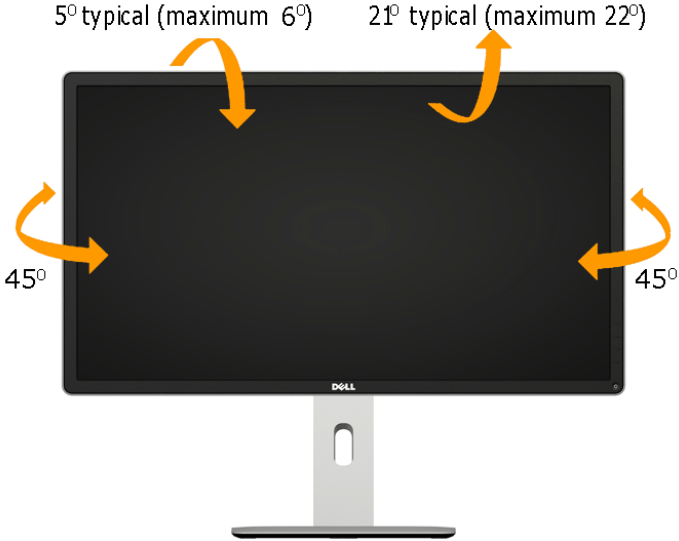 5⁰ typical (maximum 6⁰)
21⁰ typical (maximum 22⁰)
45⁰
45⁰
DELL